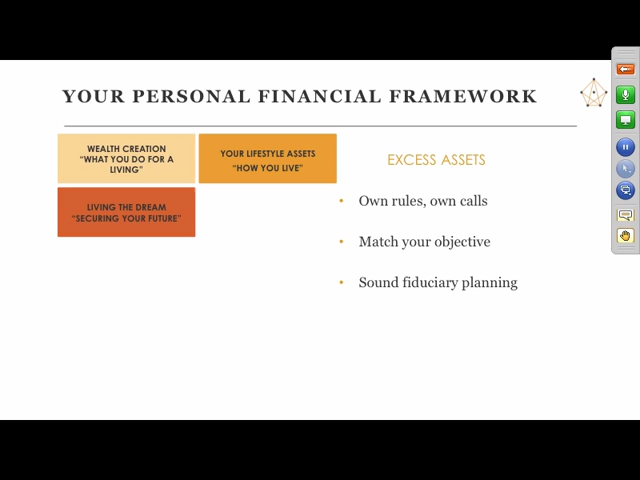 YOUR PERSONAL FINANCIAL FRAMEWORK
WEALTH CREATION
“WHAT YOU DO FOR A
LIVING”
YOUR LIFESTYLE ASSETS
“HOW YOU LIVE”
LIVING THE DREAM
“SECURING YOUR FUTURE”
EXCESS ASSETS
• Own rules, own calls
• Match your objective
• Sound fiduciary planning